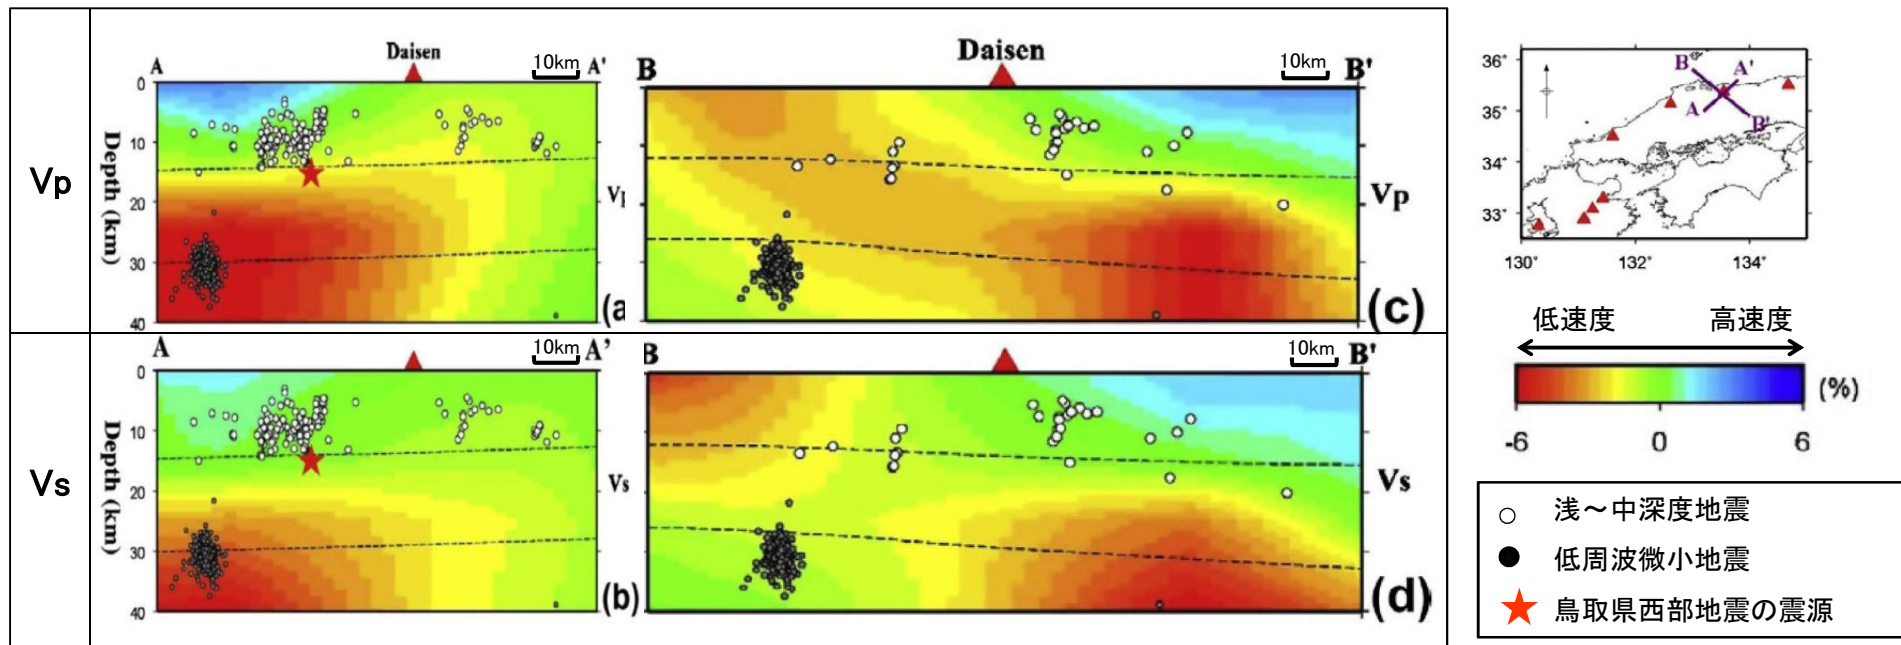 Vp
A
Daisen
10km
A'
0
10
20
30
40
Depth (km)
(a
B
Daisen
10km
B'
Vp
(c)
Vs
A
10km
A’
0
10
20
30
40
Depth (km)
Vs
(b)
B
10km
B'
Vs
(d)
36°
35°
34°
33°
130°
132°
134°
B
A'
A
B'
低速度
高速度
(%)
-6
0
6
浅～中深度地震
低周波微小地震
鳥取県西部地震の震源